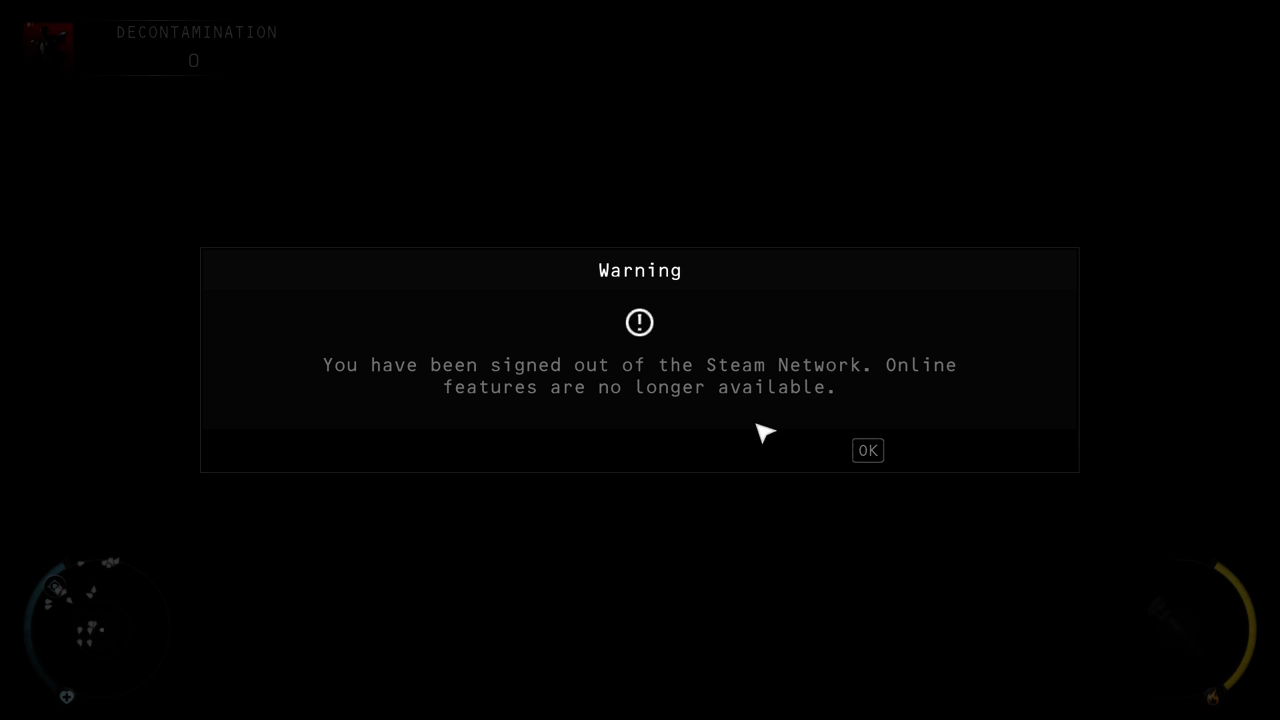 DECONTAMINATION
0
Warning
You have been signed out of the Steam Network. Online
features are no longer available.
OK